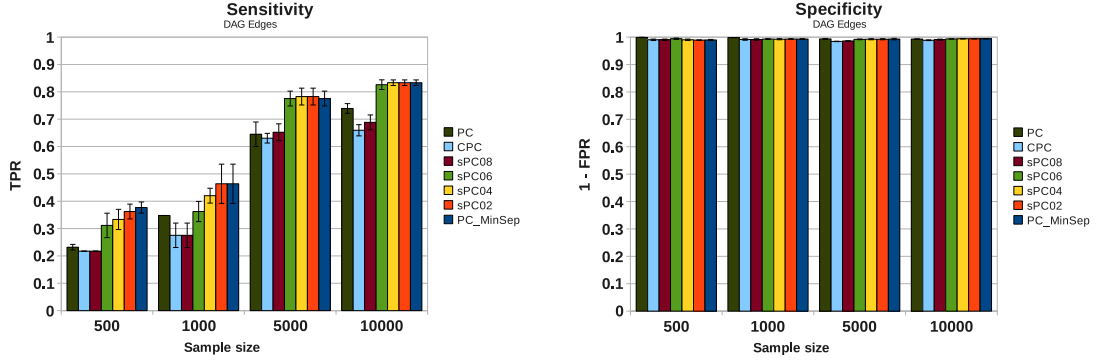 Sensitivity
DAG Edges
1
0.9
0.8
0.7
0.6
0.5
0.4
0.3
0.2
0.1
0
TPR
500 1000 5000 10000
Sample size
PC
CPC
sPC08
sPC06
sPC04
sPC02
PC_MinSep
Specificity
DAG Edges
1
0.9
0.8
0.7
0.6
0.5
0.4
0.3
0.2
0.1
0
1 - FPR
500 1000 5000 10000
Sample size
PC
CPC
sPC08
sPC06
sPC04
sPC02
PC_MinSep